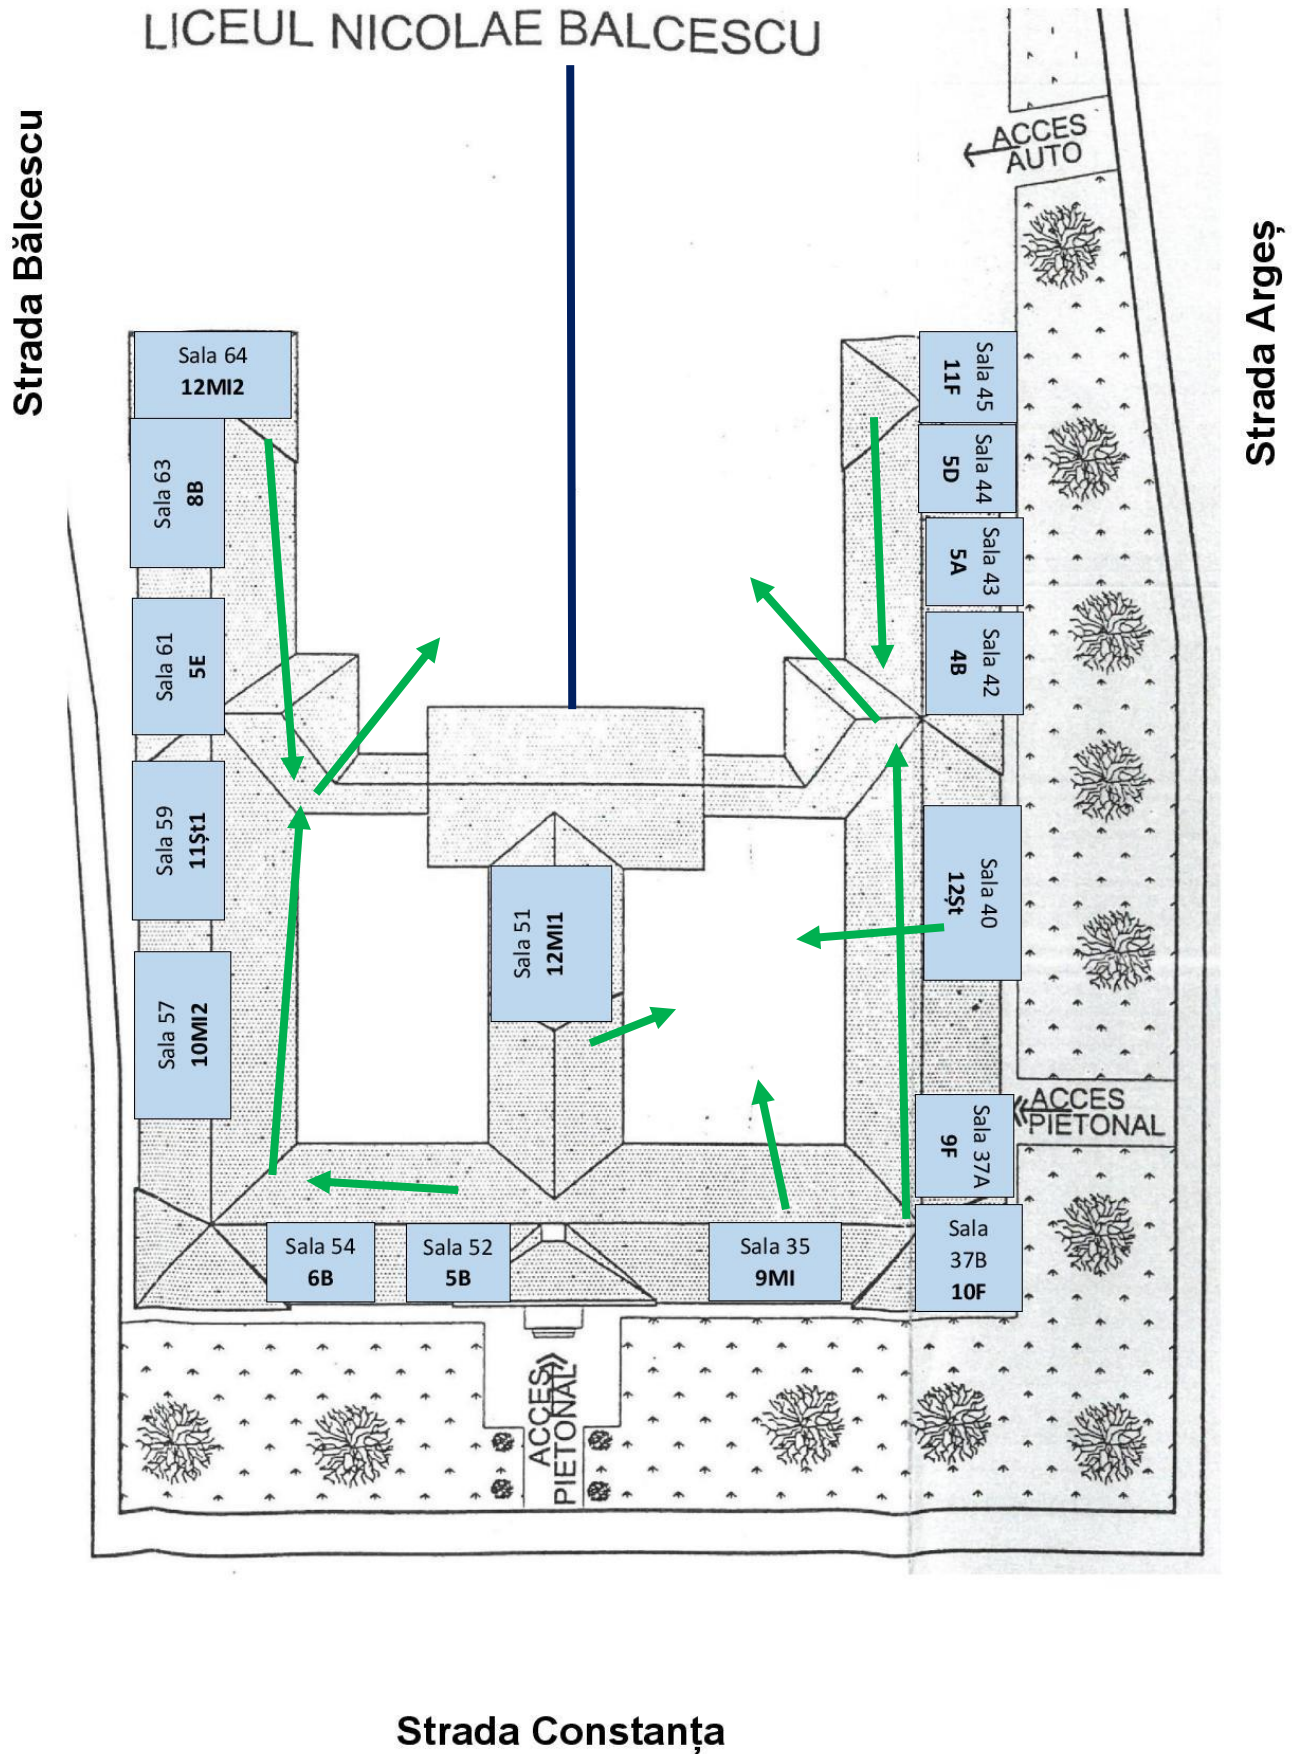 LICEUL NICOLAE BALCESCU
Strada Bălcescu
Strada Argeș
ACCES
AUTO
Sala 64
12MI2
Sala 63
8B
Sala 61
5E
Sala 59
11Șt1
Sala 57
10MI2
Sala 54
6B
Sala 52
5B
Sala 51
12MI1
Sala 35
9MI
Sala
37B
10F
Sala 37A
9F
Sala 40
12Șt
Sala 42
4B
Sala 43
5A
Sala 44
5D
Sala 45
11F
ACCES
PIETONAL
ACCES
PIETONAL
Strada Constanța